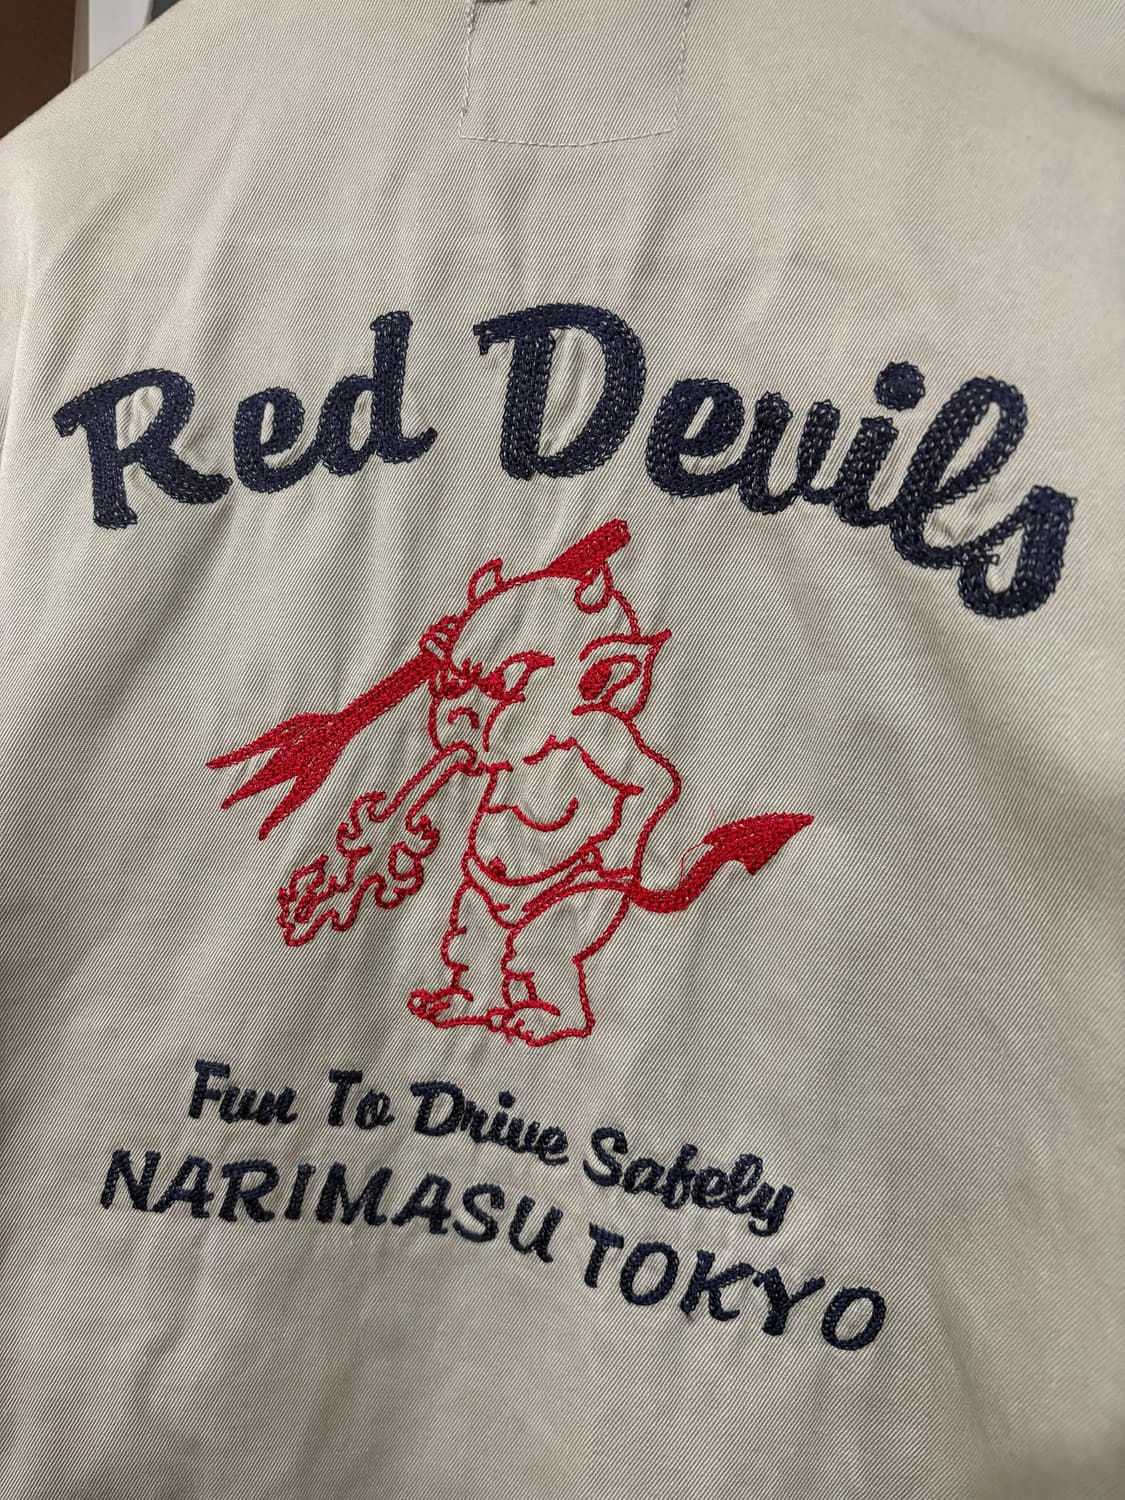 Red Devils
Fun To Drive Safely
NARIMASU TOKYO